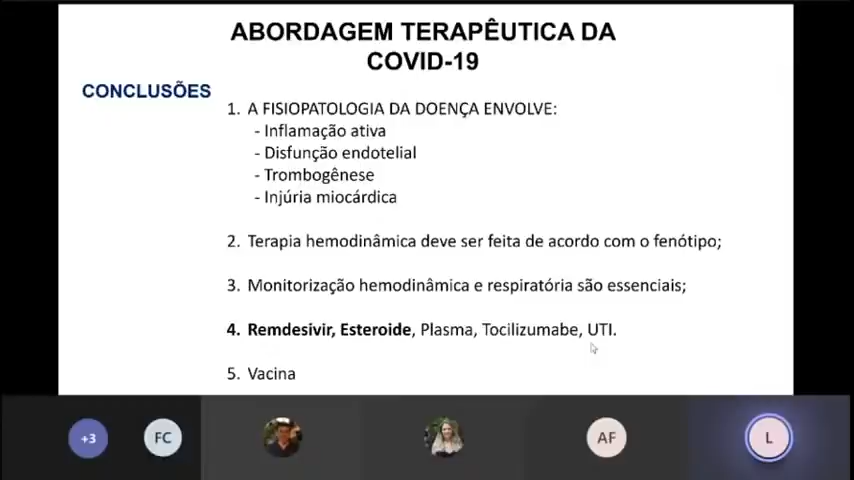 ABORDAGEM TERAPÊUTICA DA
COVID-19
CONCLUSÕES
1. A FISIOPATOLOGIA DA DOENÇA ENVOLVE:
- Inflamação ativa
- Disfunção endotelial
- Trombogênese
- Injúria miocárdica
2. Terapia hemodinâmica deve ser feita de acordo com o fenótipo;
3. Monitorização hemodinâmica e respiratória são essenciais;
4. Remdesivir, Esteroide, Plasma, Tocilizumabe, UTI.
5. Vacina
+3
FC
AF
L